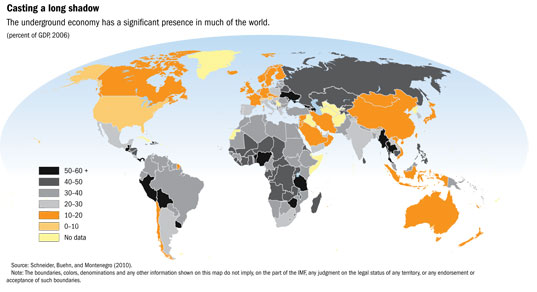 Casting a long shadow
The underground economy has a significant presence in much of the world.
(percent of GDP, 2006)
50-60 +
40-50
30-40
20-30
10-20
0-10
No data
Source: Schneider, Buehn, and Montenegro (2010).
Note: The boundaries, colors, denominations and any other information shown on this map do not imply, on the part of the IMF, any judgment on the legal status of any territory, or any endorsement or
acceptance of such boundaries.